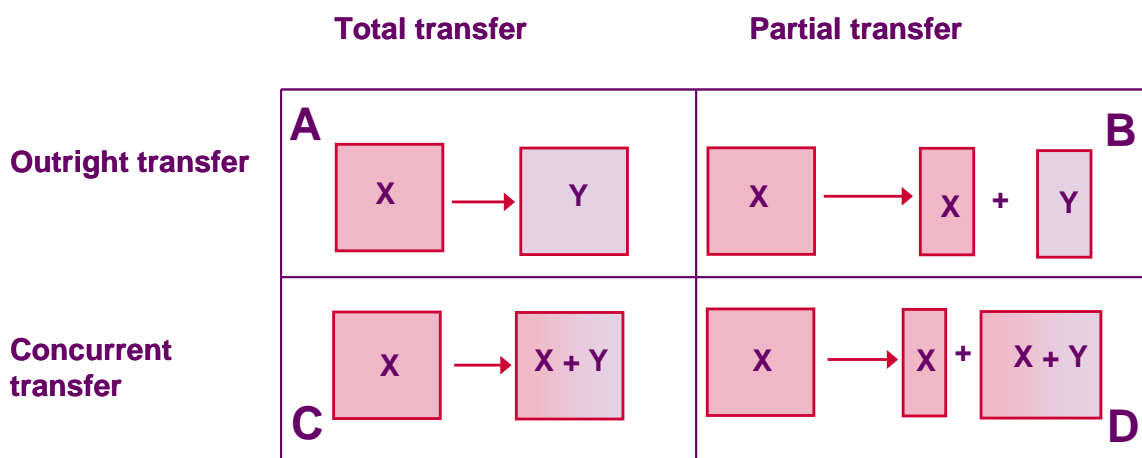 Total transfer Partial transfer
A B
Outright transfer
X Y X X + Y
Concurrent
transfer
X X + Y X X + X + Y
C D